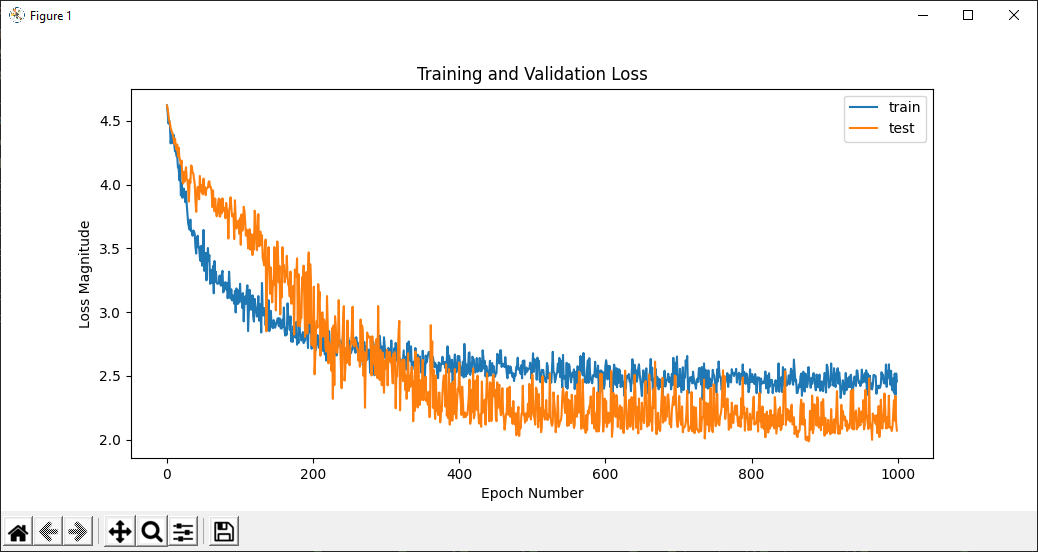 Figure 1
Training and Validation Loss
train
test
4.5
4.0
3.5
3.0
2.5
2.0
Loss Magnitude
0
200
400
600
800
1000
Epoch Number